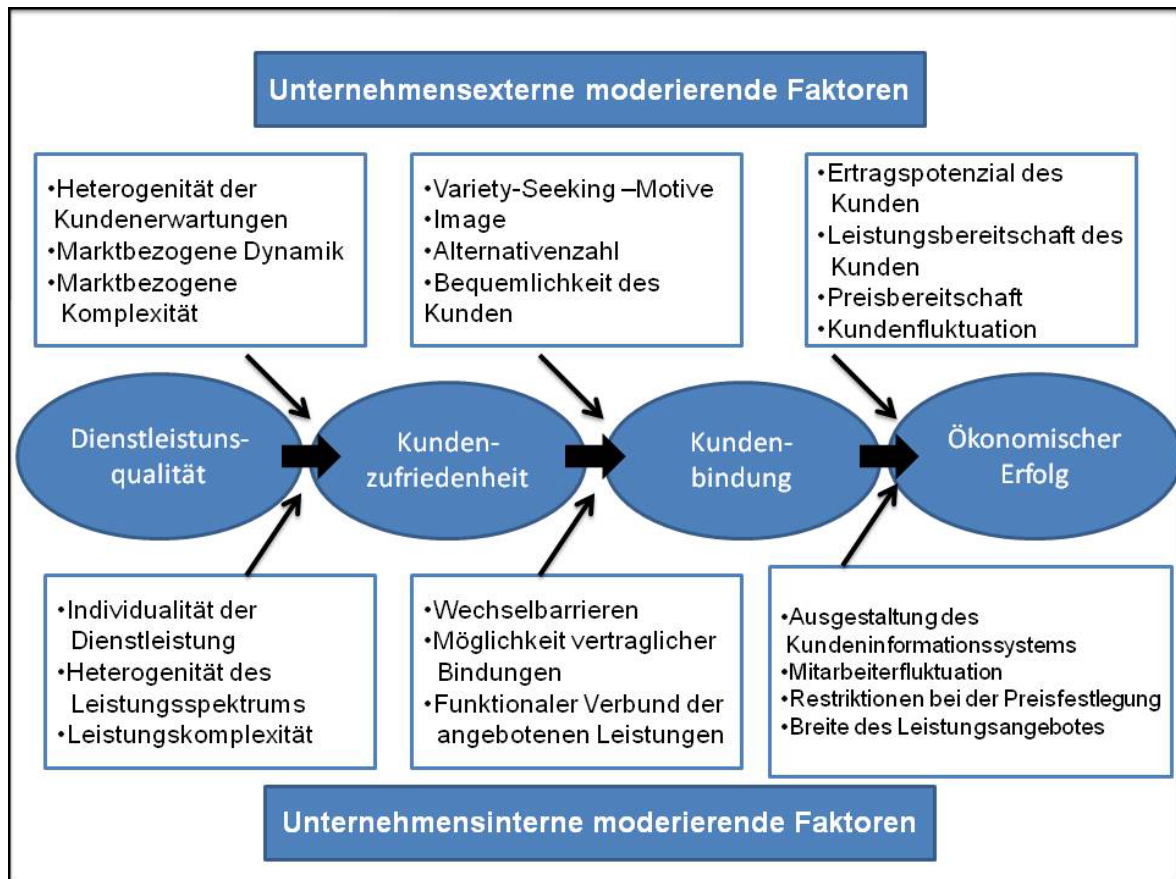 Unternehmensexterne moderierende Faktoren
•Heterogenität der
Kundenerwartungen
•Marktbezogene Dynamik
•Marktbezogene
Komplexität
•Variety-Seeking –Motive
•Image
•Alternativenzahl
•Bequemlichkeit des
Kunden
•Ertragspotenzial des
Kunden
•Leistungsbereitschaft des
Kunden
•Preisbereitschaft
•Kundenfluktuation
Dienstleistuns-
qualität
Kunden-
zufriedenheit
Kunden-
bindung
Ökonomischer
Erfolg
•Individualität der
Dienstleistung
•Heterogenität des
Leistungsspektrums
•Leistungskomplexität
•Wechselbarrieren
•Möglichkeit vertraglicher
Bindungen
•Funktionaler Verbund der
angebotenen Leistungen
•Ausgestaltung des
Kundeninformationssystems
•Mitarbeiterfluktuation
•Restriktionen bei der Preisfestlegung
•Breite des Leistungsangebotes
Unternehmensinterne moderierende Faktoren